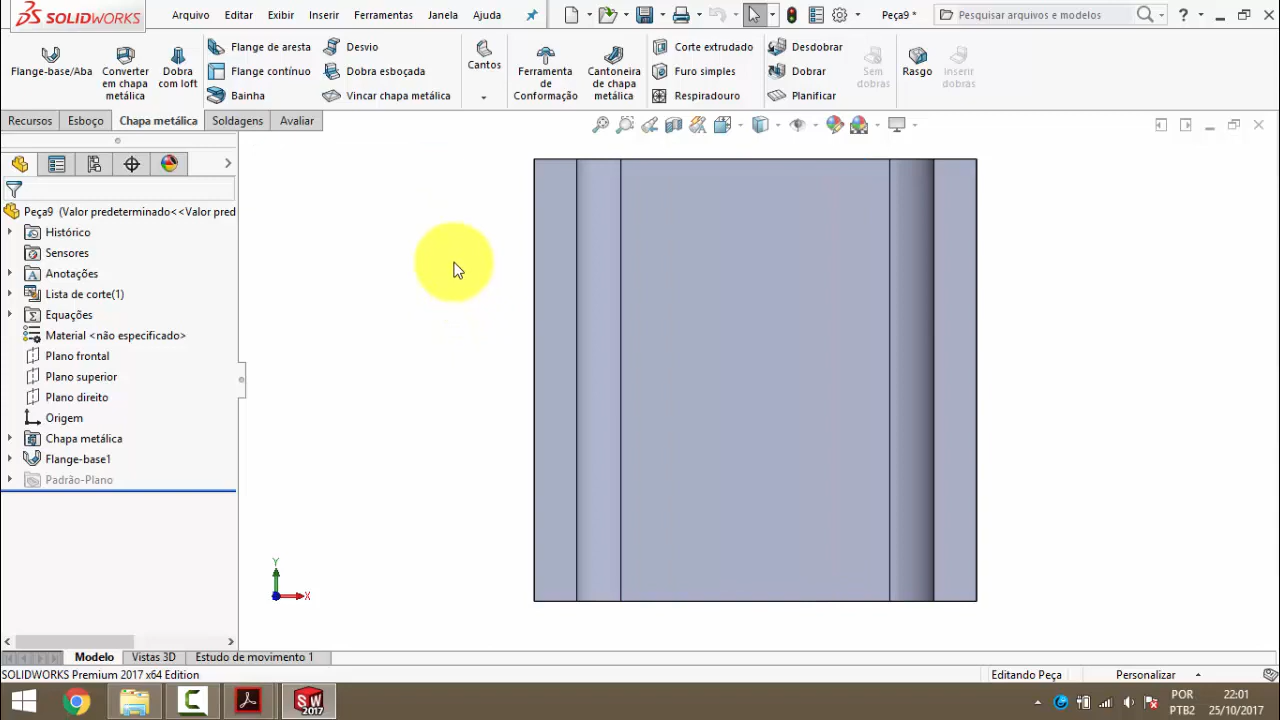 SOLIDWORKS Arquivo Editar Exibir Inserir Ferramentas Janela Ajuda Peça9 * Pesquisar arquivos e modelos ?
Flange-base/Aba
Converter em chapa metálica
Dobra com loft
Flange de aresta
Flange contínuo
Bainha
Desvio
Dobra esboçada
Vincar chapa metálica
Cantos
Ferramenta de Conformação
Cantoneira de chapa metálica
Corte extrudado
Furo simples
Respiradouro
Desdobrar
Dobrar
Planificar
Sem dobras
Rasgo
Inserir dobras
Recursos Esboço Chapa metálica Soldagens Avaliar
Peça9 (Valor predeterminado<<Valor pred
Histórico
Sensores
Anotações
Lista de corte(1)
Equações
Material <não especificado>
Plano frontal
Plano superior
Plano direito
Origem
Chapa metálica
Flange-base1
Padrão-Plano
Y
X
Modelo Vistas 3D Estudo de movimento 1
SOLIDWORKS Premium 2017 x64 Edition Editando Peça Personalizar
SW 2017
POR 22:01
PTB2 25/10/2017